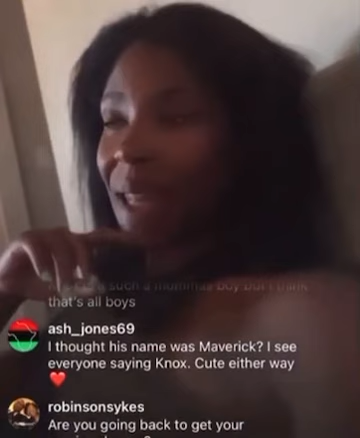 such a mommas boy but I think
that's all boys
ash_jones69
I thought his name was Maverick? I see
everyone saying Knox. Cute either way
❤️
robinsonsykes
Are you going back to get your